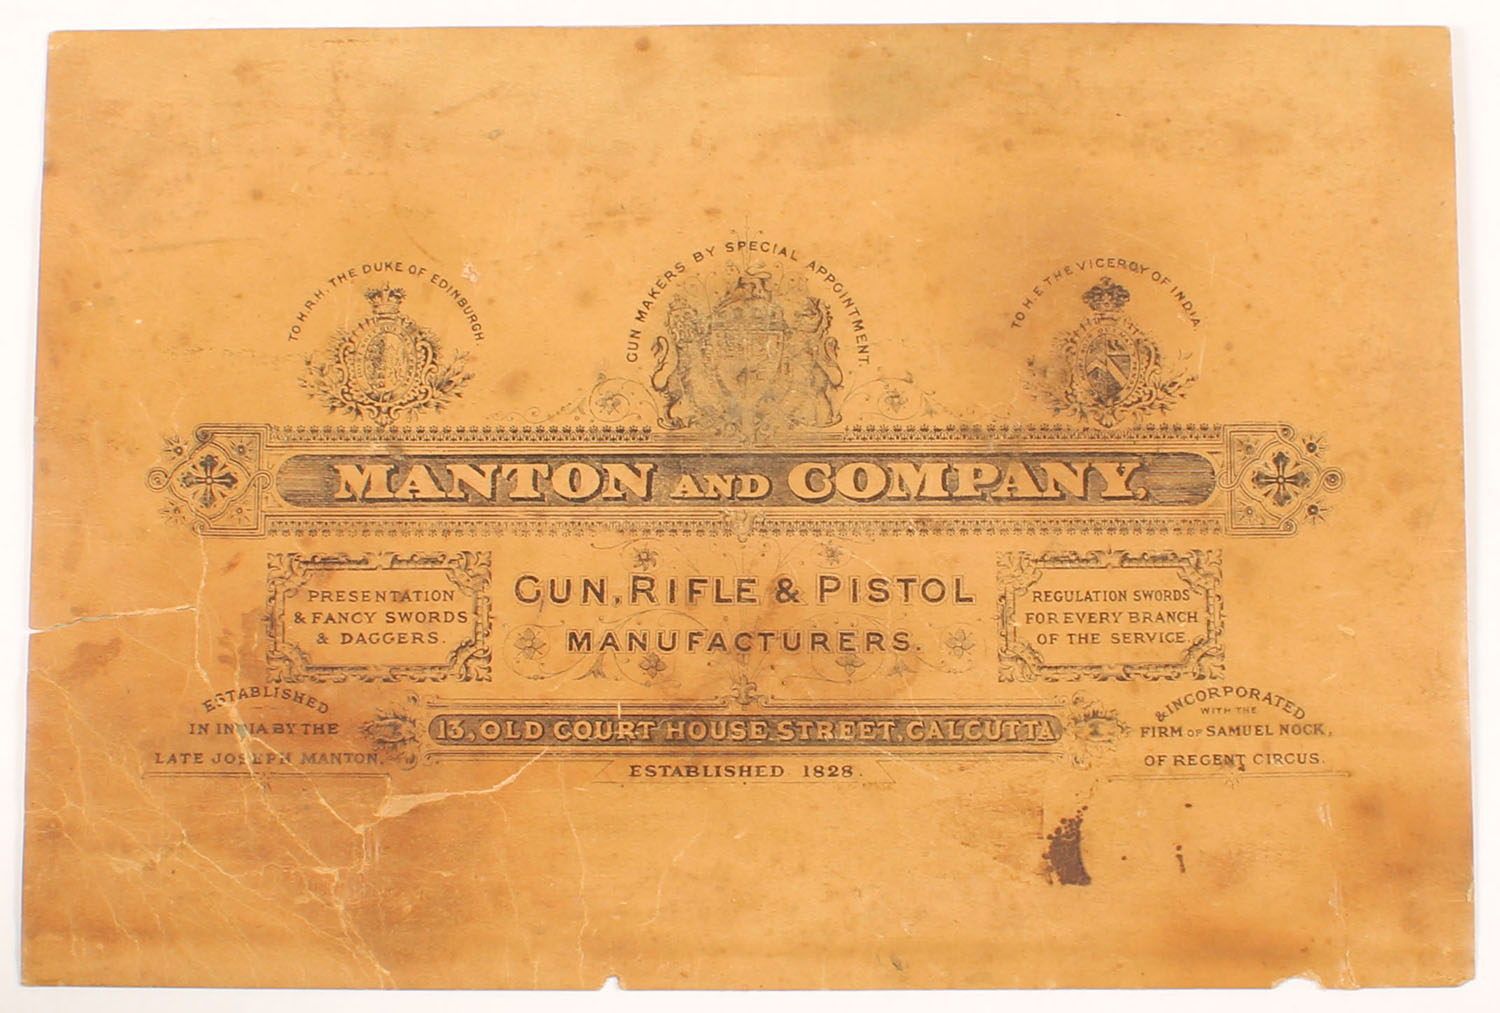 TO H.R.H. THE DUKE OF EDINBURGH
GUN MAKERS BY SPECIAL APPOINTMENT.
TO H.E. THE VICEROY OF INDIA.
MANTON AND COMPANY.
PRESENTATION
& FANCY SWORDS
& DAGGERS.
GUN, RIFLE & PISTOL
MANUFACTURERS.
REGULATION SWORDS
FOR EVERY BRANCH
OF THE SERVICE.
ESTABLISHED
IN INDIA BY THE
LATE JOSEPH MANTON.
13, OLD COURT HOUSE STREET, CALCUTTA
ESTABLISHED 1828.
& INCORPORATED
WITH THE
FIRM OF SAMUEL NOCK,
OF REGENT CIRCUS.